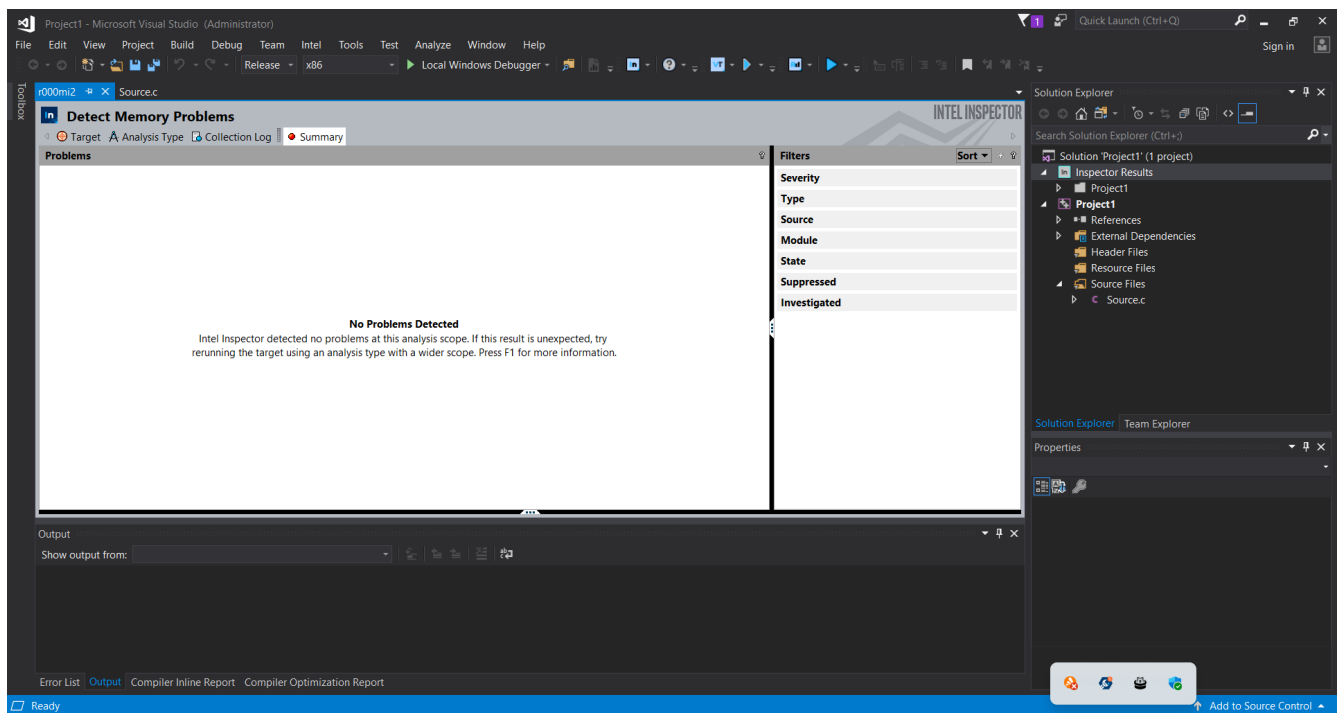 Project1 - Microsoft Visual Studio (Administrator)
1
Quick Launch (Ctrl+Q)
File Edit View Project Build Debug Team Intel Tools Test Analyze Window Help
Sign in
Release x86 Local Windows Debugger
Toolbox
r000mi2 Source.c
Detect Memory Problems
INTEL INSPECTOR
Target Analysis Type Collection Log Summary
Problems
No Problems Detected
Intel Inspector detected no problems at this analysis scope. If this result is unexpected, try
rerunning the target using an analysis type with a wider scope. Press F1 for more information.
Filters Sort
Severity
Type
Source
Module
State
Suppressed
Investigated
Solution Explorer
Search Solution Explorer (Ctrl+;)
Solution 'Project1' (1 project)
Inspector Results
Project1
Project1
References
External Dependencies
Header Files
Resource Files
Source Files
Source.c
Solution Explorer Team Explorer
Properties
Output
Show output from:
Error List Output Compiler Inline Report Compiler Optimization Report
Ready
Add to Source Control